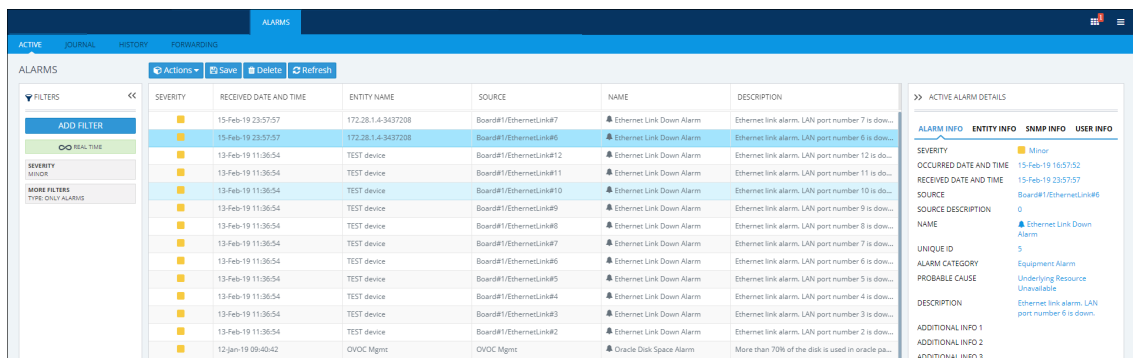 ALARMS
1
ACTIVE JOURNAL HISTORY FORWARDING
ALARMS Actions Save Delete Refresh
FILTERS
ADD FILTER
REAL TIME
SEVERITY
MINOR
MORE FILTERS
TYPE: ONLY ALARMS
SEVERITY RECEIVED DATE AND TIME ENTITY NAME SOURCE NAME DESCRIPTION
15-Feb-19 23:57:57 172.28.1.4-3437208 Board#1/EthernetLink#7 Ethernet Link Down Alarm Ethernet link alarm. LAN port number 7 is dow...
15-Feb-19 23:57:57 172.28.1.4-3437208 Board#1/EthernetLink#6 Ethernet Link Down Alarm Ethernet link alarm. LAN port number 6 is dow...
13-Feb-19 11:36:54 TEST device Board#1/EthernetLink#12 Ethernet Link Down Alarm Ethernet link alarm. LAN port number 12 is do...
13-Feb-19 11:36:54 TEST device Board#1/EthernetLink#11 Ethernet Link Down Alarm Ethernet link alarm. LAN port number 11 is do...
13-Feb-19 11:36:54 TEST device Board#1/EthernetLink#10 Ethernet Link Down Alarm Ethernet link alarm. LAN port number 10 is do...
13-Feb-19 11:36:54 TEST device Board#1/EthernetLink#9 Ethernet Link Down Alarm Ethernet link alarm. LAN port number 9 is dow...
13-Feb-19 11:36:54 TEST device Board#1/EthernetLink#8 Ethernet Link Down Alarm Ethernet link alarm. LAN port number 8 is dow...
13-Feb-19 11:36:54 TEST device Board#1/EthernetLink#7 Ethernet Link Down Alarm Ethernet link alarm. LAN port number 7 is dow...
13-Feb-19 11:36:54 TEST device Board#1/EthernetLink#6 Ethernet Link Down Alarm Ethernet link alarm. LAN port number 6 is dow...
13-Feb-19 11:36:54 TEST device Board#1/EthernetLink#5 Ethernet Link Down Alarm Ethernet link alarm. LAN port number 5 is dow...
13-Feb-19 11:36:54 TEST device Board#1/EthernetLink#4 Ethernet Link Down Alarm Ethernet link alarm. LAN port number 4 is dow...
13-Feb-19 11:36:54 TEST device Board#1/EthernetLink#3 Ethernet Link Down Alarm Ethernet link alarm. LAN port number 3 is dow...
13-Feb-19 11:36:54 TEST device Board#1/EthernetLink#2 Ethernet Link Down Alarm Ethernet link alarm. LAN port number 2 is dow...
12-Jan-19 09:40:42 OVOC Mgmt OVOC Mgmt Oracle Disk Space Alarm More than 70% of the disk is used in oracle pa...
ACTIVE ALARM DETAILS
ALARM INFO ENTITY INFO SNMP INFO USER INFO
SEVERITY Minor
OCCURRED DATE AND TIME 15-Feb-19 16:57:52
RECEIVED DATE AND TIME 15-Feb-19 23:57:57
SOURCE Board#1/EthernetLink#6
SOURCE DESCRIPTION 0
NAME Ethernet Link Down
Alarm
UNIQUE ID 5
ALARM CATEGORY Equipment Alarm
PROBABLE CAUSE Underlying Resource
Unavailable
DESCRIPTION Ethernet link alarm. LAN
port number 6 is down.
ADDITIONAL INFO 1
ADDITIONAL INFO 2
ADDITIONAL INFO 3